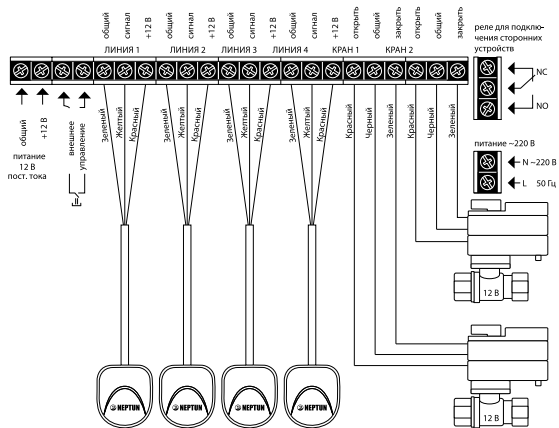 общий
сигнал
+12 В
общий
сигнал
+12 В
общий
сигнал
+12 В
общий
сигнал
+12 В
открыть
общий
закрыть
открыть
общий
закрыть
ЛИНИЯ 1
ЛИНИЯ 2
ЛИНИЯ 3
ЛИНИЯ 4
КРАН 1
КРАН 2
реле для подклю-
чения сторонних
устройств
NC
NO
общий
+12 В
питание
12 В
пост. тока
внешнее
управление
Зеленый
Желтый
Красный
Зеленый
Желтый
Красный
Зеленый
Желтый
Красный
Зеленый
Желтый
Красный
Красный
Черный
Зеленый
Красный
Черный
Зеленый
питание ~220 В
N ~220 В
L 50 Гц
12 В
12 В
NEPTUN
NEPTUN
NEPTUN
NEPTUN